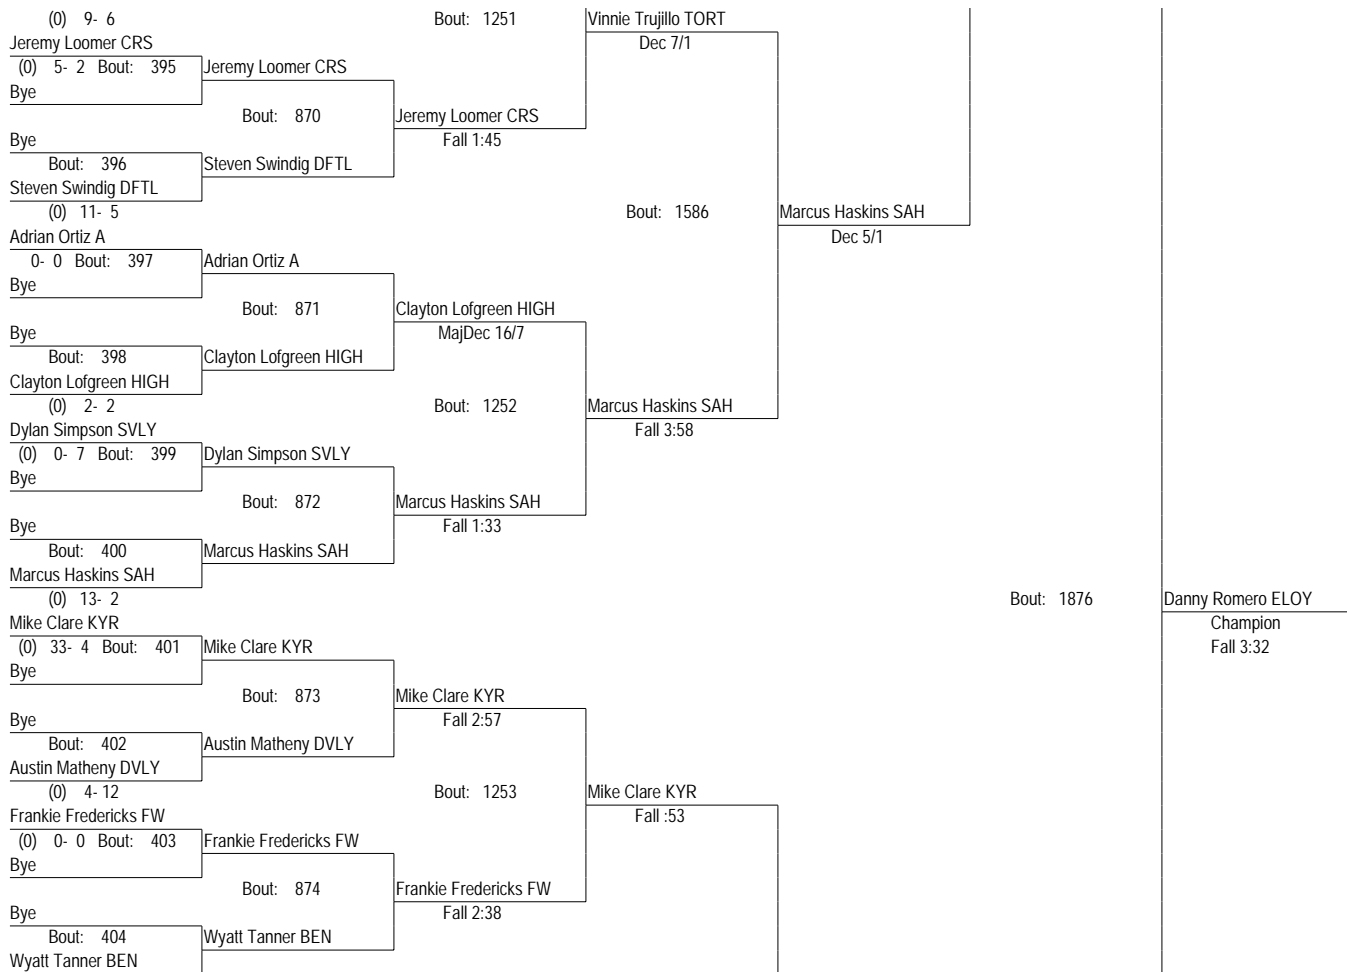 (0) 9- 6 Bout: 1251 Vinnie Trujillo TORT
Jeremy Loomer CRS Dec 7/1
(0) 5- 2 Bout: 395 Jeremy Loomer CRS
Bye
Bout: 870 Jeremy Loomer CRS
Bye Fall 1:45
Bout: 396 Steven Swindig DFTL
Steven Swindig DFTL
(0) 11- 5 Bout: 1586 Marcus Haskins SAH
Adrian Ortiz A Dec 5/1
0- 0 Bout: 397 Adrian Ortiz A
Bye
Bout: 871 Clayton Lofgreen HIGH
Bye MajDec 16/7
Bout: 398 Clayton Lofgreen HIGH
Clayton Lofgreen HIGH
(0) 2- 2 Bout: 1252 Marcus Haskins SAH
Dylan Simpson SVLY Fall 3:58
(0) 0- 7 Bout: 399 Dylan Simpson SVLY
Bye
Bout: 872 Marcus Haskins SAH
Bye Fall 1:33
Bout: 400 Marcus Haskins SAH
Marcus Haskins SAH
(0) 13- 2 Bout: 1876 Danny Romero ELOY
Mike Clare KYR Champion
(0) 33- 4 Bout: 401 Mike Clare KYR Fall 3:32
Bye
Bout: 873 Mike Clare KYR
Bye Fall 2:57
Bout: 402 Austin Matheny DVLY
Austin Matheny DVLY
(0) 4- 12 Bout: 1253 Mike Clare KYR
Frankie Fredericks FW Fall :53
(0) 0- 0 Bout: 403 Frankie Fredericks FW
Bye
Bout: 874 Frankie Fredericks FW
Bye Fall 2:38
Bout: 404 Wyatt Tanner BEN
Wyatt Tanner BEN